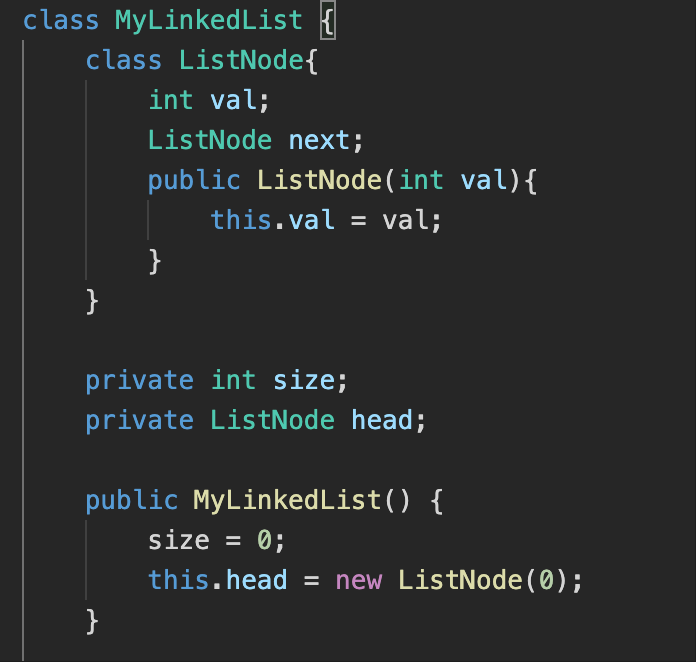 class MyLinkedList {
    class ListNode{
        int val;
        ListNode next;
        public ListNode(int val){
            this.val = val;
        }
    }

    private int size;
    private ListNode head;

    public MyLinkedList() {
        size = 0;
        this.head = new ListNode(0);
    }